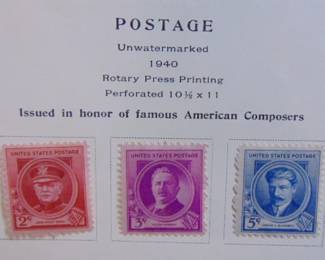 POSTAGE
Unwatermarked
1940
Rotary Press Printing
Perforated 10½ x 11
Issued in honor of famous American Composers
UNITED STATES POSTAGE
2¢
UNITED STATES POSTAGE
3¢
UNITED STATES POSTAGE
5¢